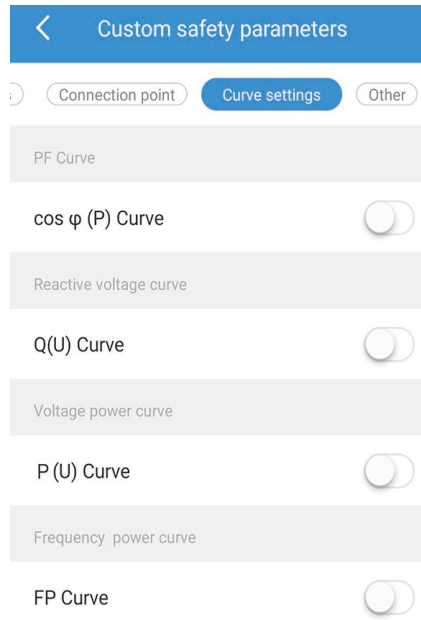 Custom safety parameters
Connection point Curve settings Other
PF Curve
cos φ (P) Curve
Reactive voltage curve
Q(U) Curve
Voltage power curve
P (U) Curve
Frequency power curve
FP Curve